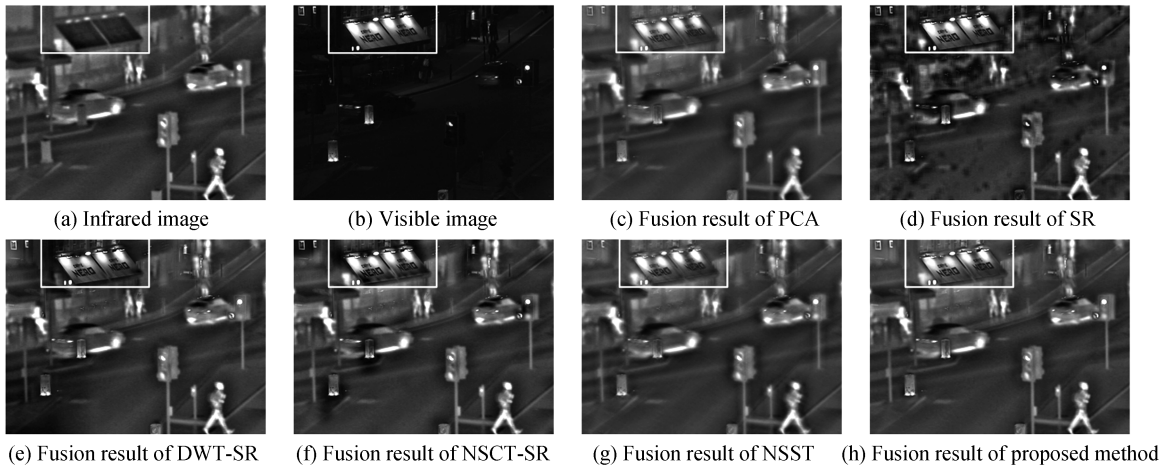 (a) Infrared image
(b) Visible image
(c) Fusion result of PCA
(d) Fusion result of SR
(e) Fusion result of DWT-SR
(f) Fusion result of NSCT-SR
(g) Fusion result of NSST
(h) Fusion result of proposed method